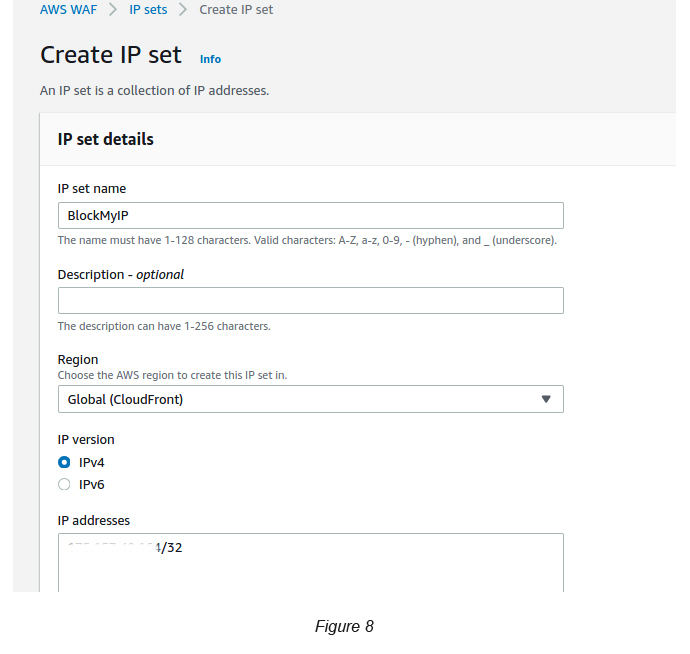 AWS WAF > IP sets > Create IP set
Create IP set Info
An IP set is a collection of IP addresses.
IP set details
IP set name
BlockMyIP
The name must have 1-128 characters. Valid characters: A-Z, a-z, 0-9, - (hyphen), and _ (underscore).
Description - optional
The description can have 1-256 characters.
Region
Choose the AWS region to create this IP set in.
Global (CloudFront)
IP version
IPv4
IPv6
IP addresses
4/32
Figure 8